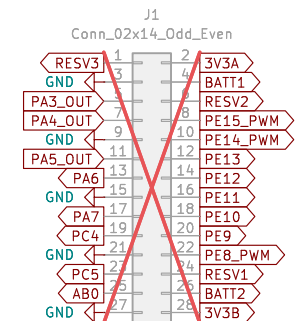 J1
Conn_02x14_Odd_Even
RESV3 1 2 3V3A
GND 3 4 BATT1
PA3_OUT 5 6 RESV2
PA4_OUT 7 8 PE15_PWM
GND 9 10 PE14_PWM
PA5_OUT 11 12 PE13
PA6 13 14 PE12
GND 15 16 PE11
PA7 17 18 PE10
PC4 19 20 PE9
GND 21 22 PE8_PWM
PC5 23 24 RESV1
AB0 25 26 BATT2
GND 27 28 3V3B